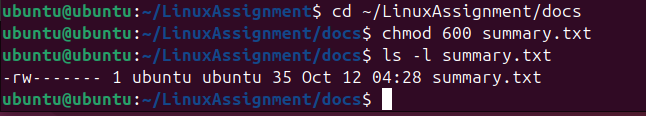 ubuntu@ubuntu:~/LinuxAssignment$ cd ~/LinuxAssignment/docs
ubuntu@ubuntu:~/LinuxAssignment/docs$ chmod 600 summary.txt
ubuntu@ubuntu:~/LinuxAssignment/docs$ ls -l summary.txt
-rw------- 1 ubuntu ubuntu 35 Oct 12 04:28 summary.txt
ubuntu@ubuntu:~/LinuxAssignment/docs$